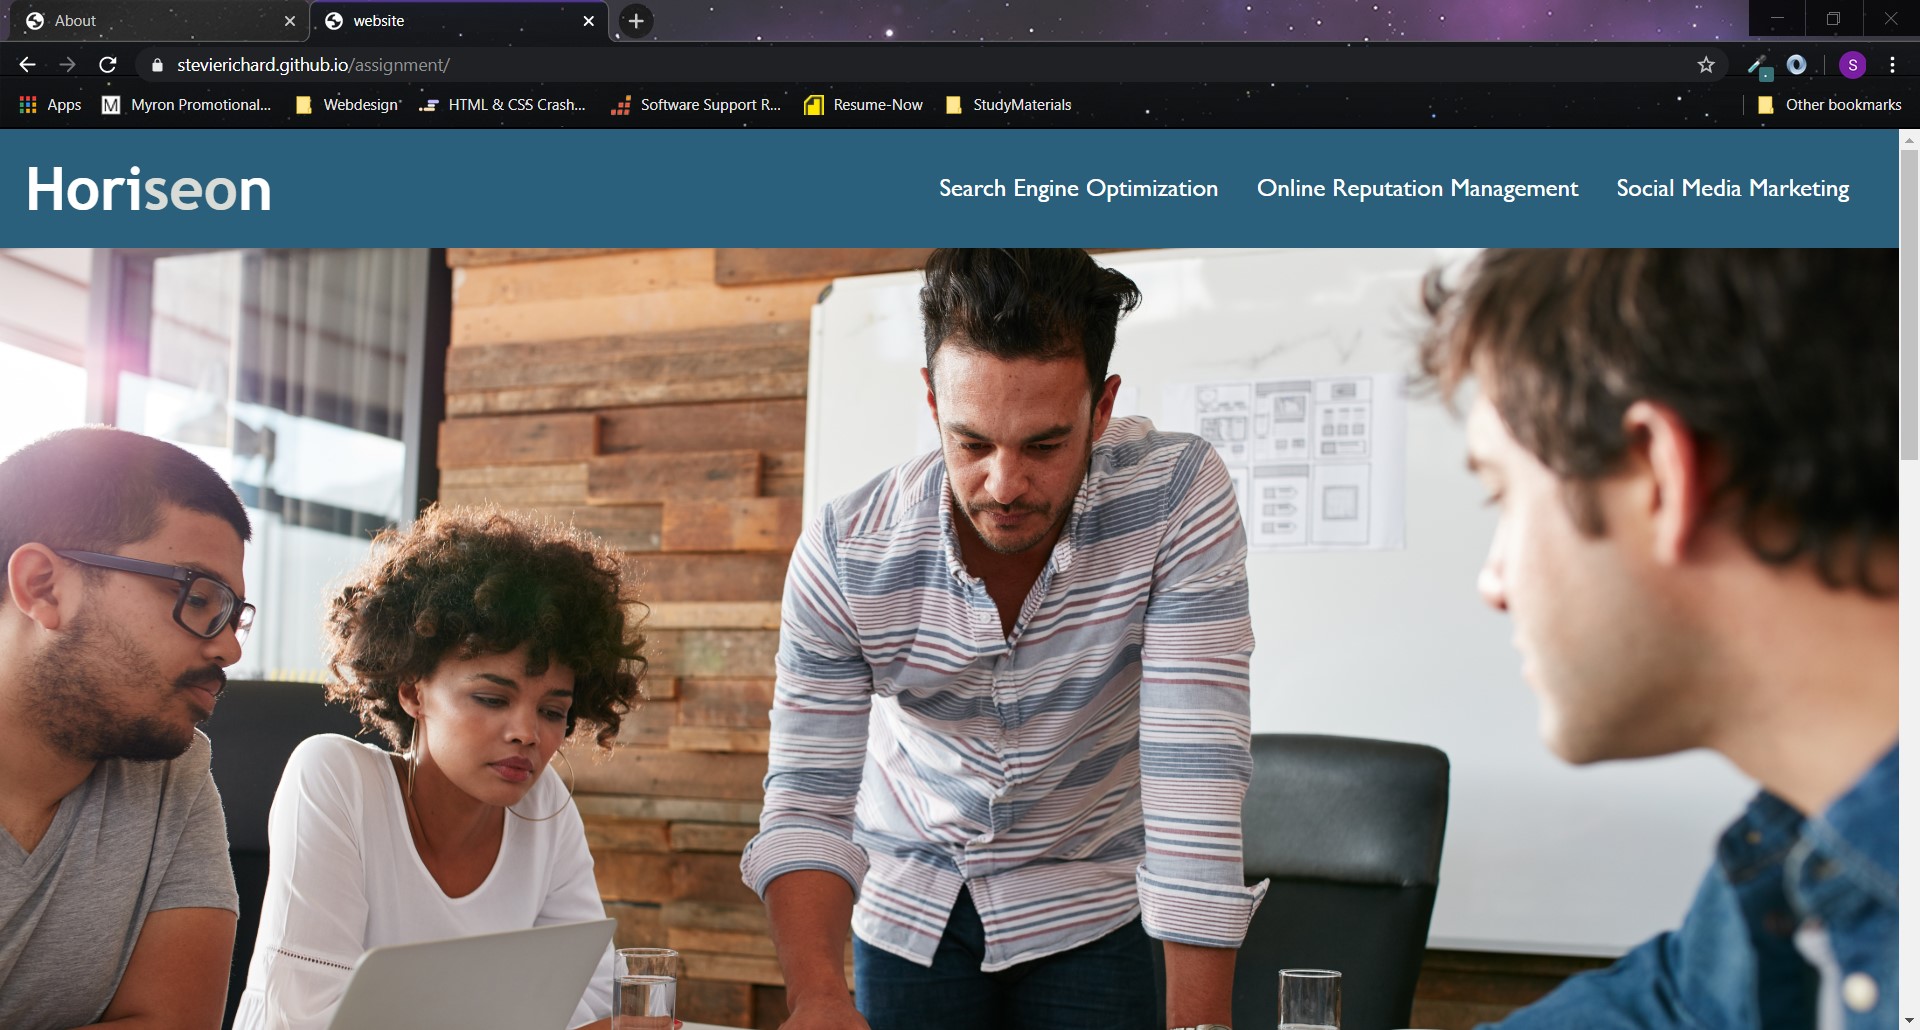 About
website
stevierichard.github.io/assignment/
S
Apps
Myron Promotional...
Webdesign
HTML & CSS Crash...
Software Support R...
Resume-Now
StudyMaterials
Other bookmarks
Horiseon
Search Engine Optimization
Online Reputation Management
Social Media Marketing